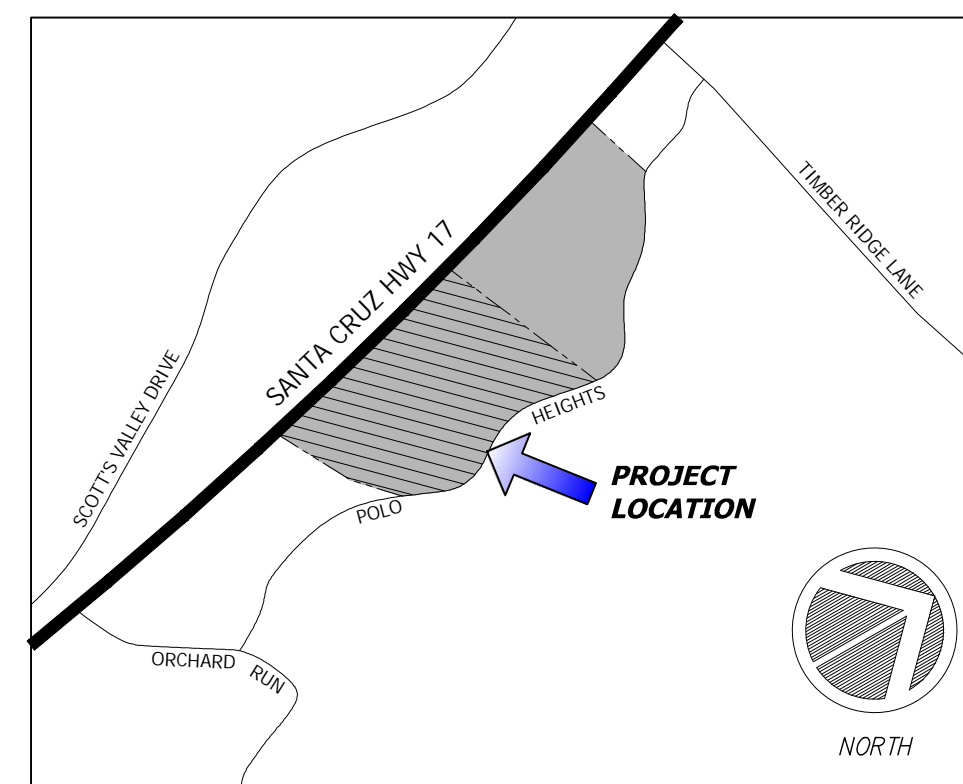 TIMBER RIDGE LANE
SANTA CRUZ HWY 17
SCOTT'S VALLEY DRIVE
HEIGHTS
PROJECT
LOCATION
POLO
ORCHARD RUN
NORTH